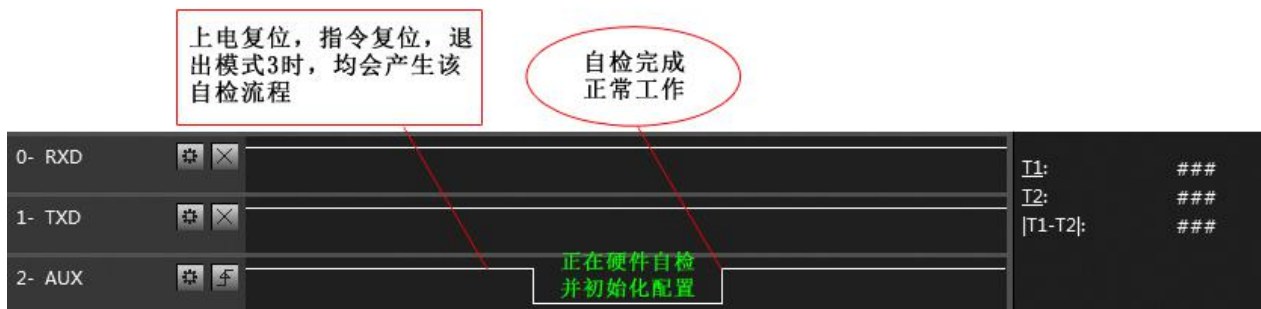 上电复位，指令复位，退
出模式3时，均会产生该
自检流程
自检完成
正常工作
0- RXD
1- TXD
2- AUX
正在硬件自检
并初始化配置
T1: ###
T2: ###
|T1-T2|: ###